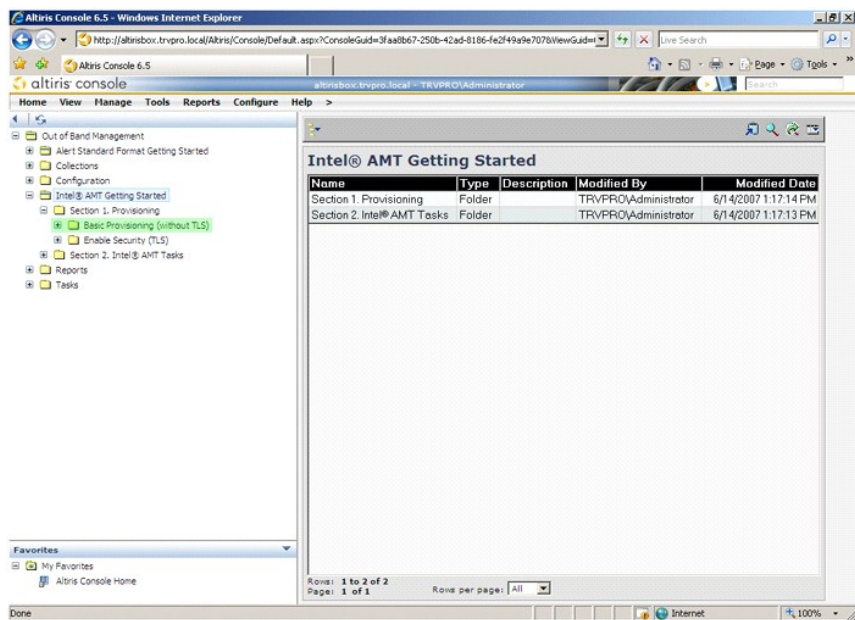 Altiris Console 6.5 - Windows Internet Explorer
http://altirisbox.trvpro.local/Altiris/Console/Default.aspx?ConsoleGuid=3faa8b67-250b-42ad-8186-fe2f49a9e707&ViewGuid=
Live Search
Altiris Console 6.5
Page
Tools
altiris console
altirisbox.trvpro.local - TRVPRO\Administrator
Search
Home View Manage Tools Reports Configure Help >
Out of Band Management
Alert Standard Format Getting Started
Collections
Configuration
Intel® AMT Getting Started
Section 1. Provisioning
Basic Provisioning (without TLS)
Enable Security (TLS)
Section 2. Intel® AMT Tasks
Reports
Tasks
Intel® AMT Getting Started
Name Type Description Modified By Modified Date
Section 1. Provisioning Folder TRVPRO\Administrator 6/14/2007 1:17:14 PM
Section 2. Intel® AMT Tasks Folder TRVPRO\Administrator 6/14/2007 1:17:13 PM
Favorites
My Favorites
Altiris Console Home
Rows: 1 to 2 of 2
Page: 1 of 1
Rows per page: All
Done
Internet
100%